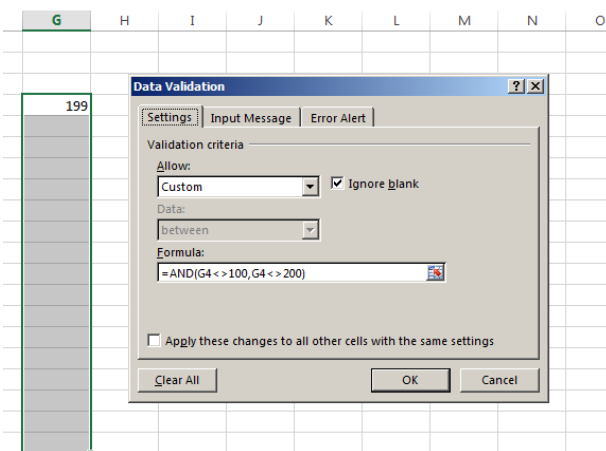 G H I J K L M N O
Data Validation
199
Settings Input Message Error Alert
Validation criteria
Allow:
Custom Ignore blank
Data:
between
Formula:
=AND(G4<>100,G4<>200)
Apply these changes to all other cells with the same settings
Clear All OK Cancel